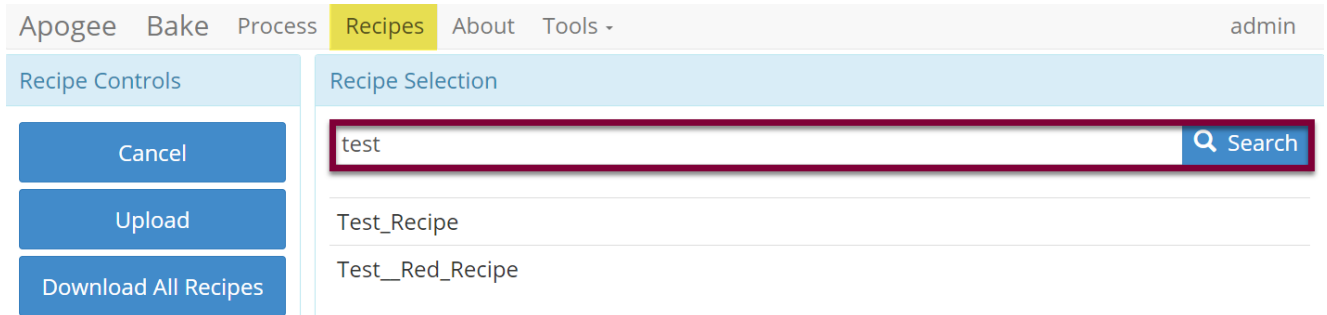 Apogee Bake Process Recipes About Tools admin
Recipe Controls
Recipe Selection
Cancel
Upload
Download All Recipes
test Search
Test_Recipe
Test__Red_Recipe